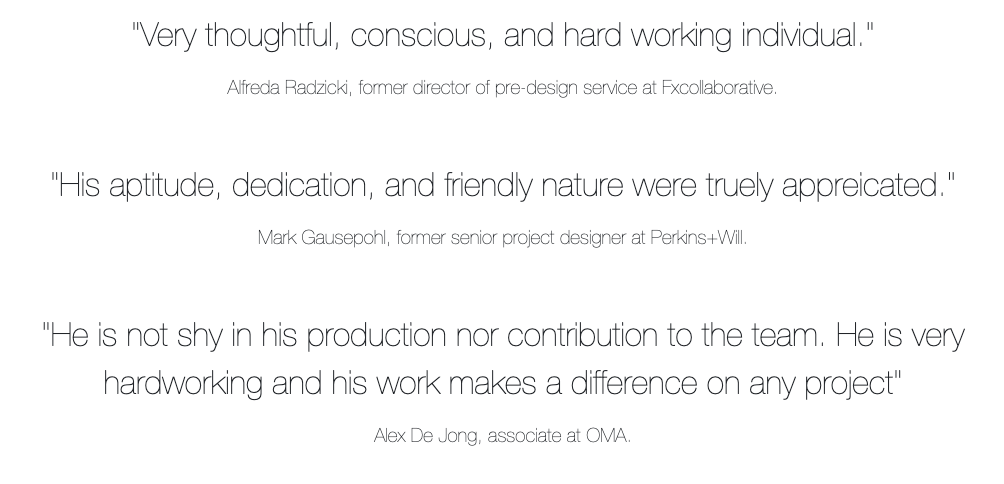 "Very thoughtful, conscious, and hard working individual."
Alfreda Radzicki, former director of pre-design service at Fxcollaborative.
"His aptitude, dedication, and friendly nature were truely appreicated."
Mark Gausepohl, former senior project designer at Perkins+Will.
"He is not shy in his production nor contribution to the team. He is very
hardworking and his work makes a difference on any project"
Alex De Jong, associate at OMA.